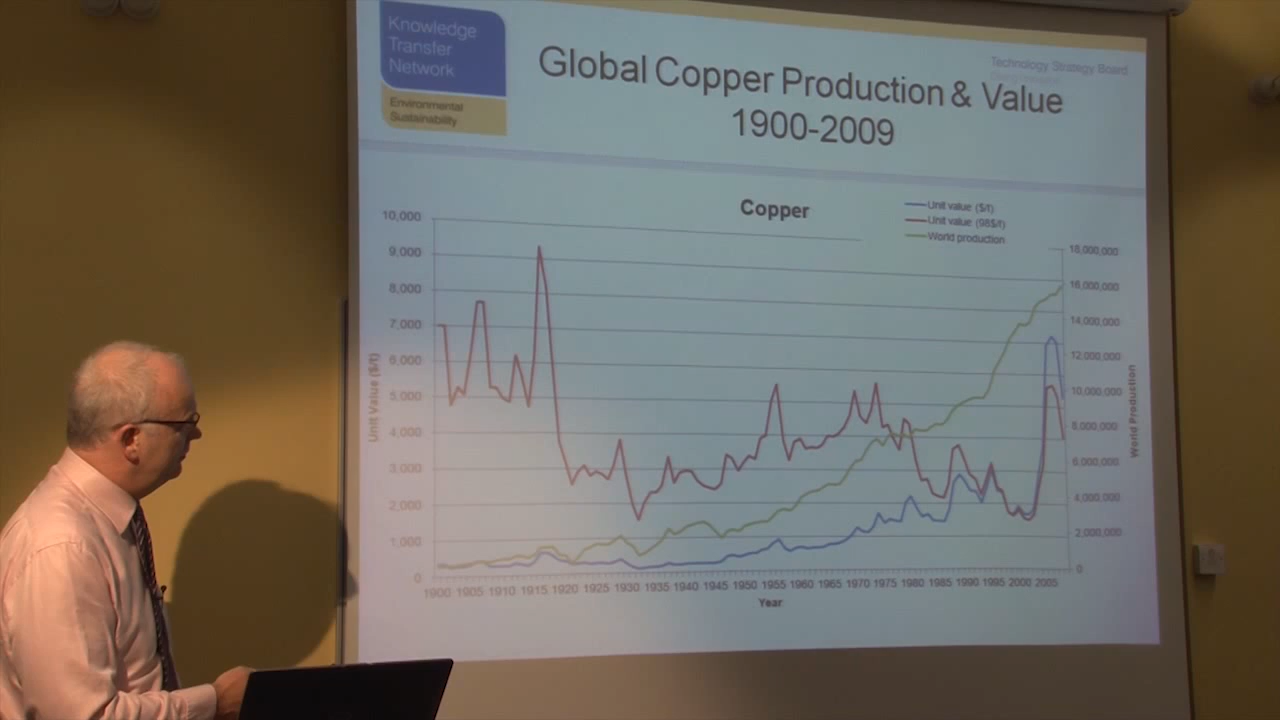 Knowledge
Transfer
Network
Environmental
Sustainability
Global Copper Production & Value
1900-2009
Technology Strategy Board
Copper
Unit value ($/t)
Unit value (98$/t)
World production
10,000
9,000
8,000
7,000
6,000
5,000
4,000
3,000
2,000
1,000
0
Unit Value ($/t)
18,000,000
16,000,000
14,000,000
12,000,000
10,000,000
8,000,000
6,000,000
4,000,000
2,000,000
0
World Production
1900 1905 1910 1915 1920 1925 1930 1935 1940 1945 1950 1955 1960 1965 1970 1975 1980 1985 1990 1995 2000 2005
Year